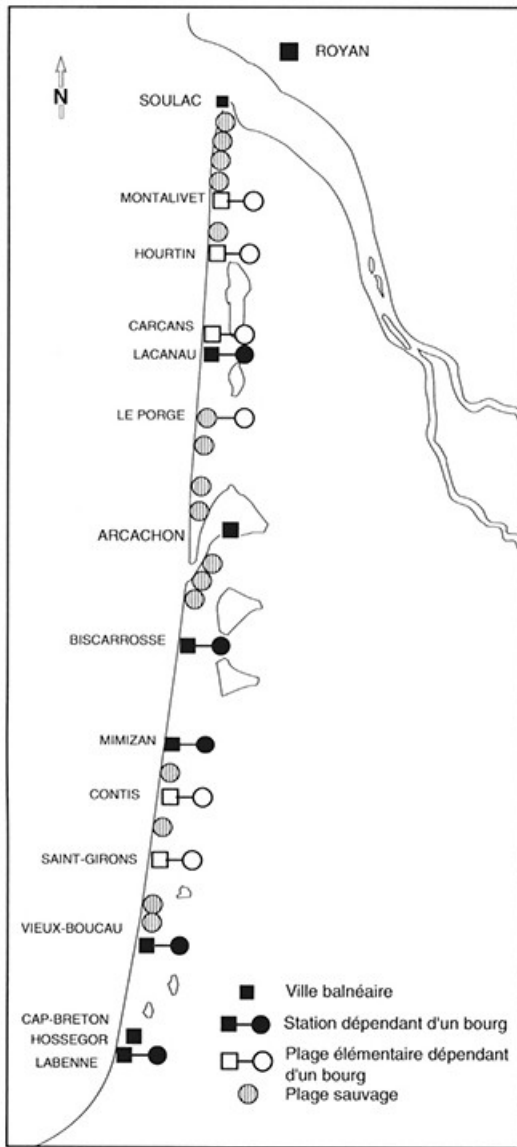 ROYAN
N
SOULAC
MONTALIVET
HOURTIN
CARCANS
LACANAU
LE PORGE
ARCACHON
BISCARROSSE
MIMIZAN
CONTIS
SAINT-GIRONS
VIEUX-BOUCAU
CAP-BRETON
HOSSEGOR
LABENNE
Ville balnéaire
Station dépendant d'un bourg
Plage élémentaire dépendant
d'un bourg
Plage sauvage